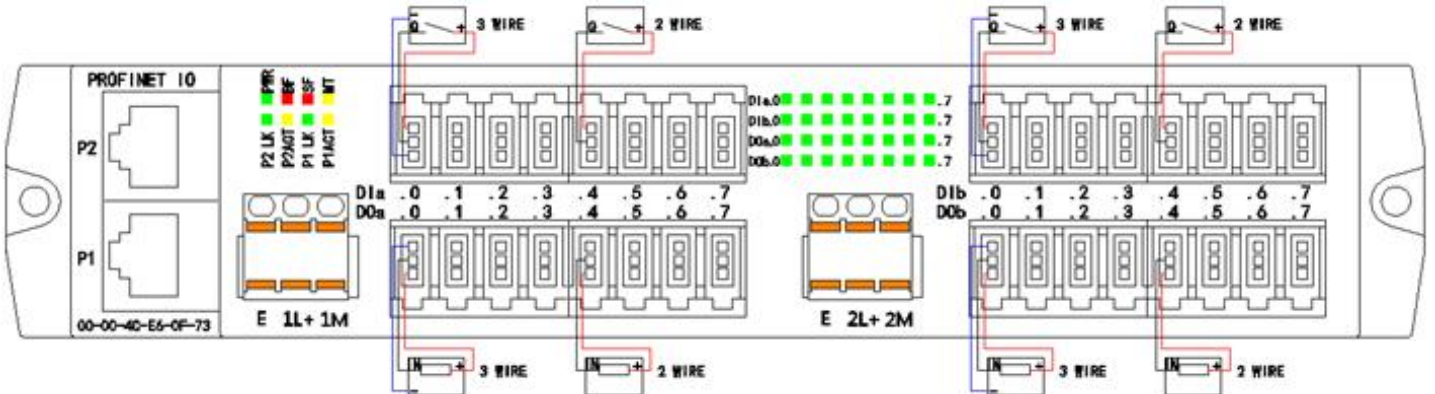 - Q + 3 WIRE
Q + 2 WIRE
- Q + 3 WIRE
Q + 2 WIRE
PROFINET IO
P2
P1
00-00-4C-E6-0F-73
PWR BF SF MT
P2 LK P2ACT P1 LK P1ACT
E 1L+ 1M
DIa .0 .1 .2 .3 .4 .5 .6 .7
DOa .0 .1 .2 .3 .4 .5 .6 .7
DIa.0 .7
DIb.0 .7
DOa.0 .7
DOb.0 .7
E 2L+ 2M
DIb .0 .1 .2 .3 .4 .5 .6 .7
DOb .0 .1 .2 .3 .4 .5 .6 .7
IN + - 3 WIRE
IN + 2 WIRE
IN + - 3 WIRE
IN + 2 WIRE